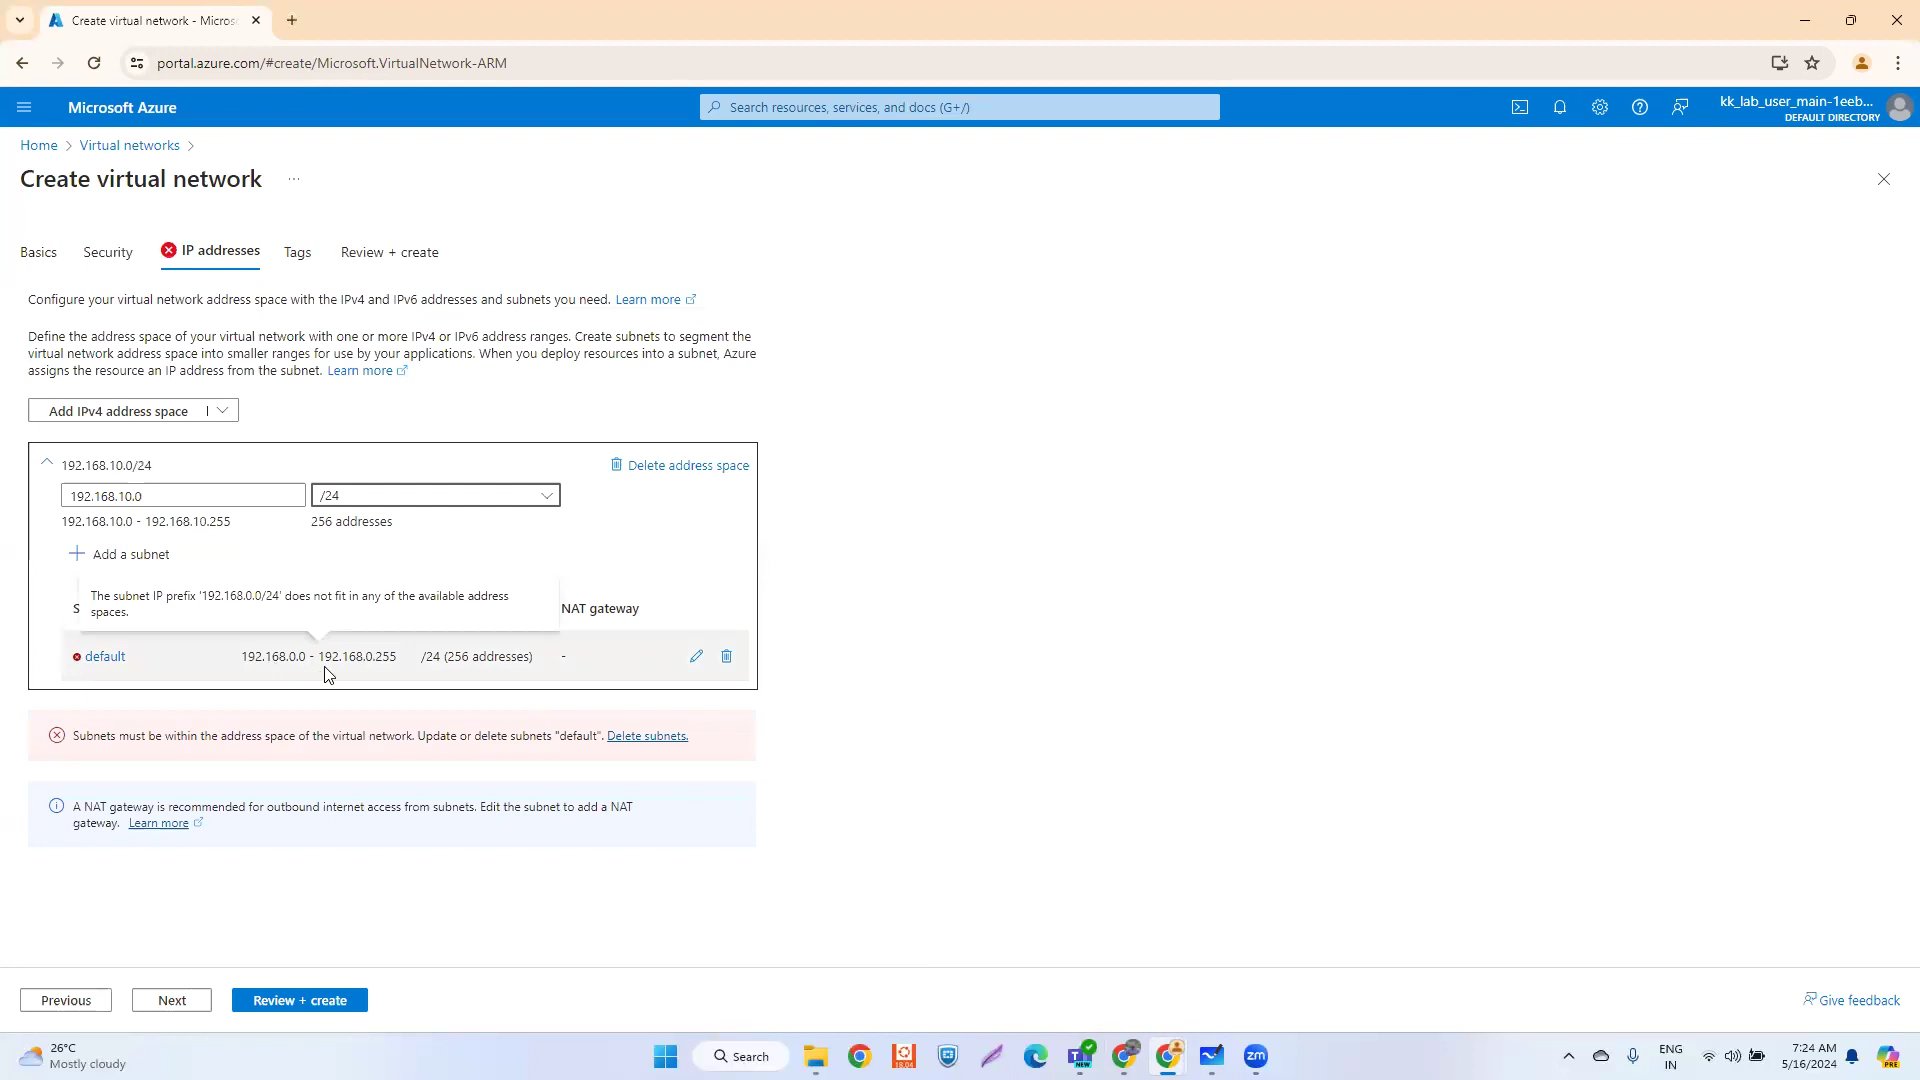 Create virtual network - Micros
portal.azure.com/#create/Microsoft.VirtualNetwork-ARM
Microsoft Azure
Search resources, services, and docs (G+/)
kk_lab_user_main-1eeb...
DEFAULT DIRECTORY
Home > Virtual networks >
Create virtual network ...
Basics Security IP addresses Tags Review + create
Configure your virtual network address space with the IPv4 and IPv6 addresses and subnets you need. Learn more
Define the address space of your virtual network with one or more IPv4 or IPv6 address ranges. Create subnets to segment the
virtual network address space into smaller ranges for use by your applications. When you deploy resources into a subnet, Azure
assigns the resource an IP address from the subnet. Learn more
Add IPv4 address space
192.168.10.0/24 Delete address space
192.168.10.0 /24
192.168.10.0 - 192.168.10.255 256 addresses
Add a subnet
The subnet IP prefix '192.168.0.0/24' does not fit in any of the available address
spaces.
S NAT gateway
default 192.168.0.0 - 192.168.0.255 /24 (256 addresses) -
Subnets must be within the address space of the virtual network. Update or delete subnets "default". Delete subnets.
A NAT gateway is recommended for outbound internet access from subnets. Edit the subnet to add a NAT
gateway. Learn more
Previous Next Review + create Give feedback
26°C
Mostly cloudy
Search
18.04
NEW
zm
ENG
IN
7:24 AM
5/16/2024
PRE